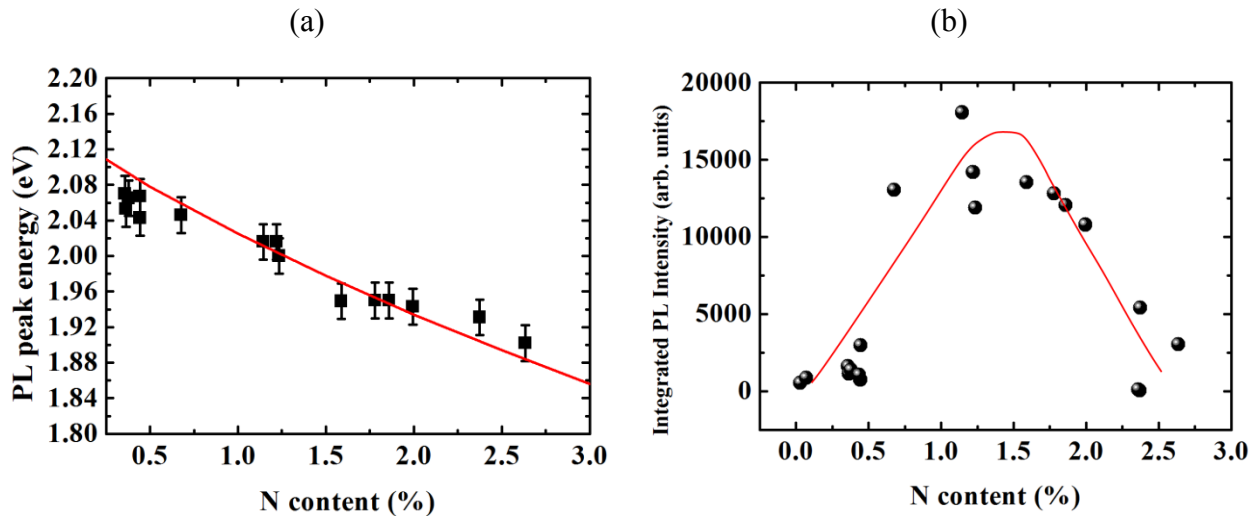 (a)
(b)
PL peak energy (eV)
2.20
2.16
2.12
2.08
2.04
2.00
1.96
1.92
1.88
1.84
1.80
0.5 1.0 1.5 2.0 2.5 3.0
N content (%)
Integrated PL Intensity (arb. units)
20000
15000
10000
5000
0
0.0 0.5 1.0 1.5 2.0 2.5 3.0
N content (%)